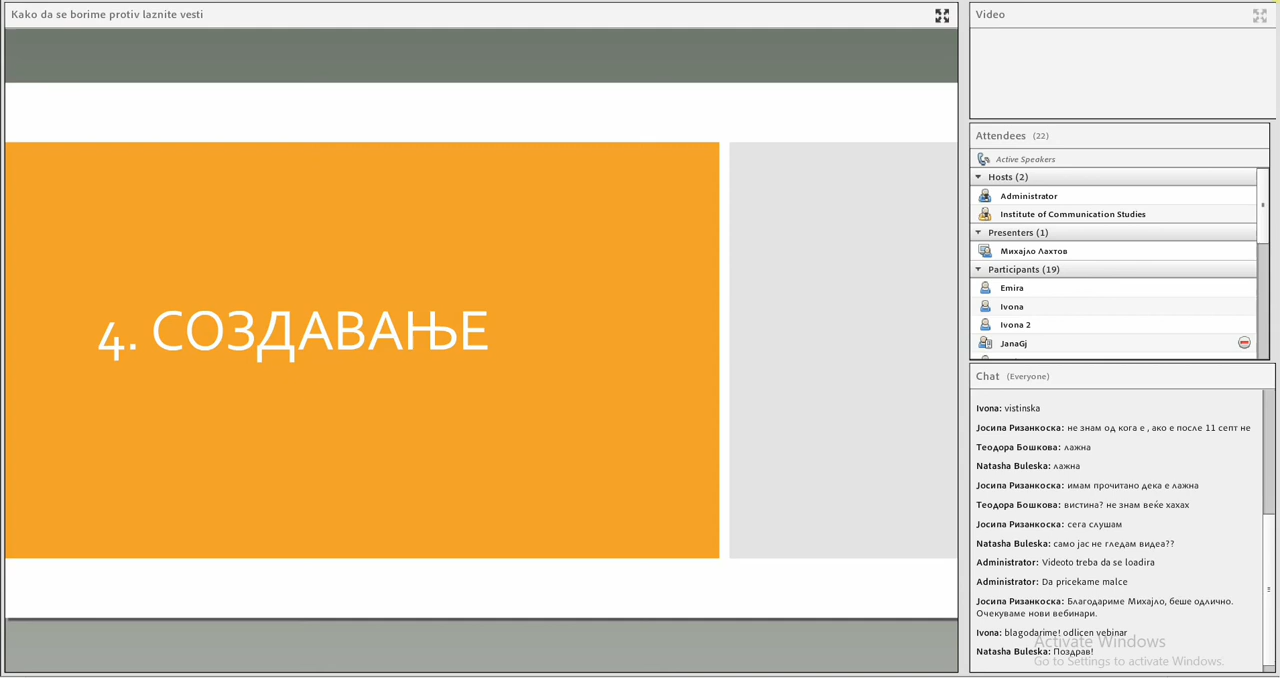 Kako da se borime protiv laznite vesti
4. СОЗДАВАЊЕ
Video
Attendees (22)
Active Speakers
Hosts (2)
Administrator
Institute of Communication Studies
Presenters (1)
Михајло Лахтов
Participants (19)
Emira
Ivona
Ivona 2
JanaGj
Chat (Everyone)
Ivona: vistinska
Јосипа Ризанкоска: не знам од кога е , ако е после 11 септ не
Теодора Бошкова: лажна
Natasha Buleska: лажна
Јосипа Ризанкоска: имам прочитано дека е лажна
Теодора Бошкова: вистина? не знам веќе хахах
Јосипа Ризанкоска: сега слушам
Natasha Buleska: само јас не гледам видеа??
Administrator: Videoto treba da se loadira
Administrator: Da pricekame malce
Јосипа Ризанкоска: Благодариме Михајло, беше одлично.
Очекуваме нови вебинари.
Ivona: blagodarime! odlicen vebinar
Natasha Buleska: Поздрав!
Activate Windows
Go to Settings to activate Windows.